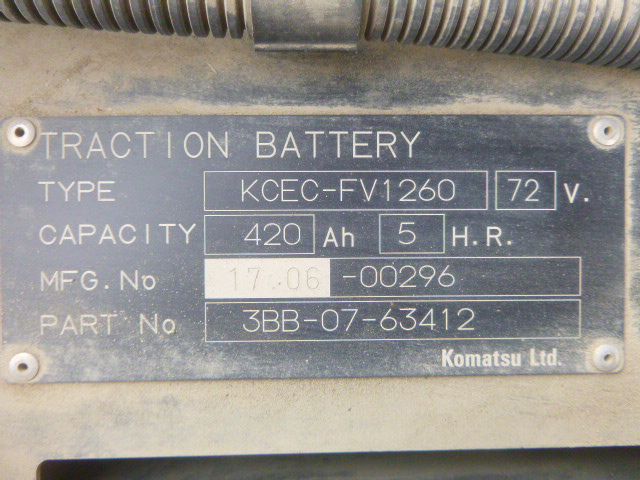 TRACTION BATTERY
TYPE KCEC-FV1260 72 V.
CAPACITY 420 Ah 5 H.R.
MFG.No 17.06 -00296
PART No 3BB-07-63412
Komatsu Ltd.